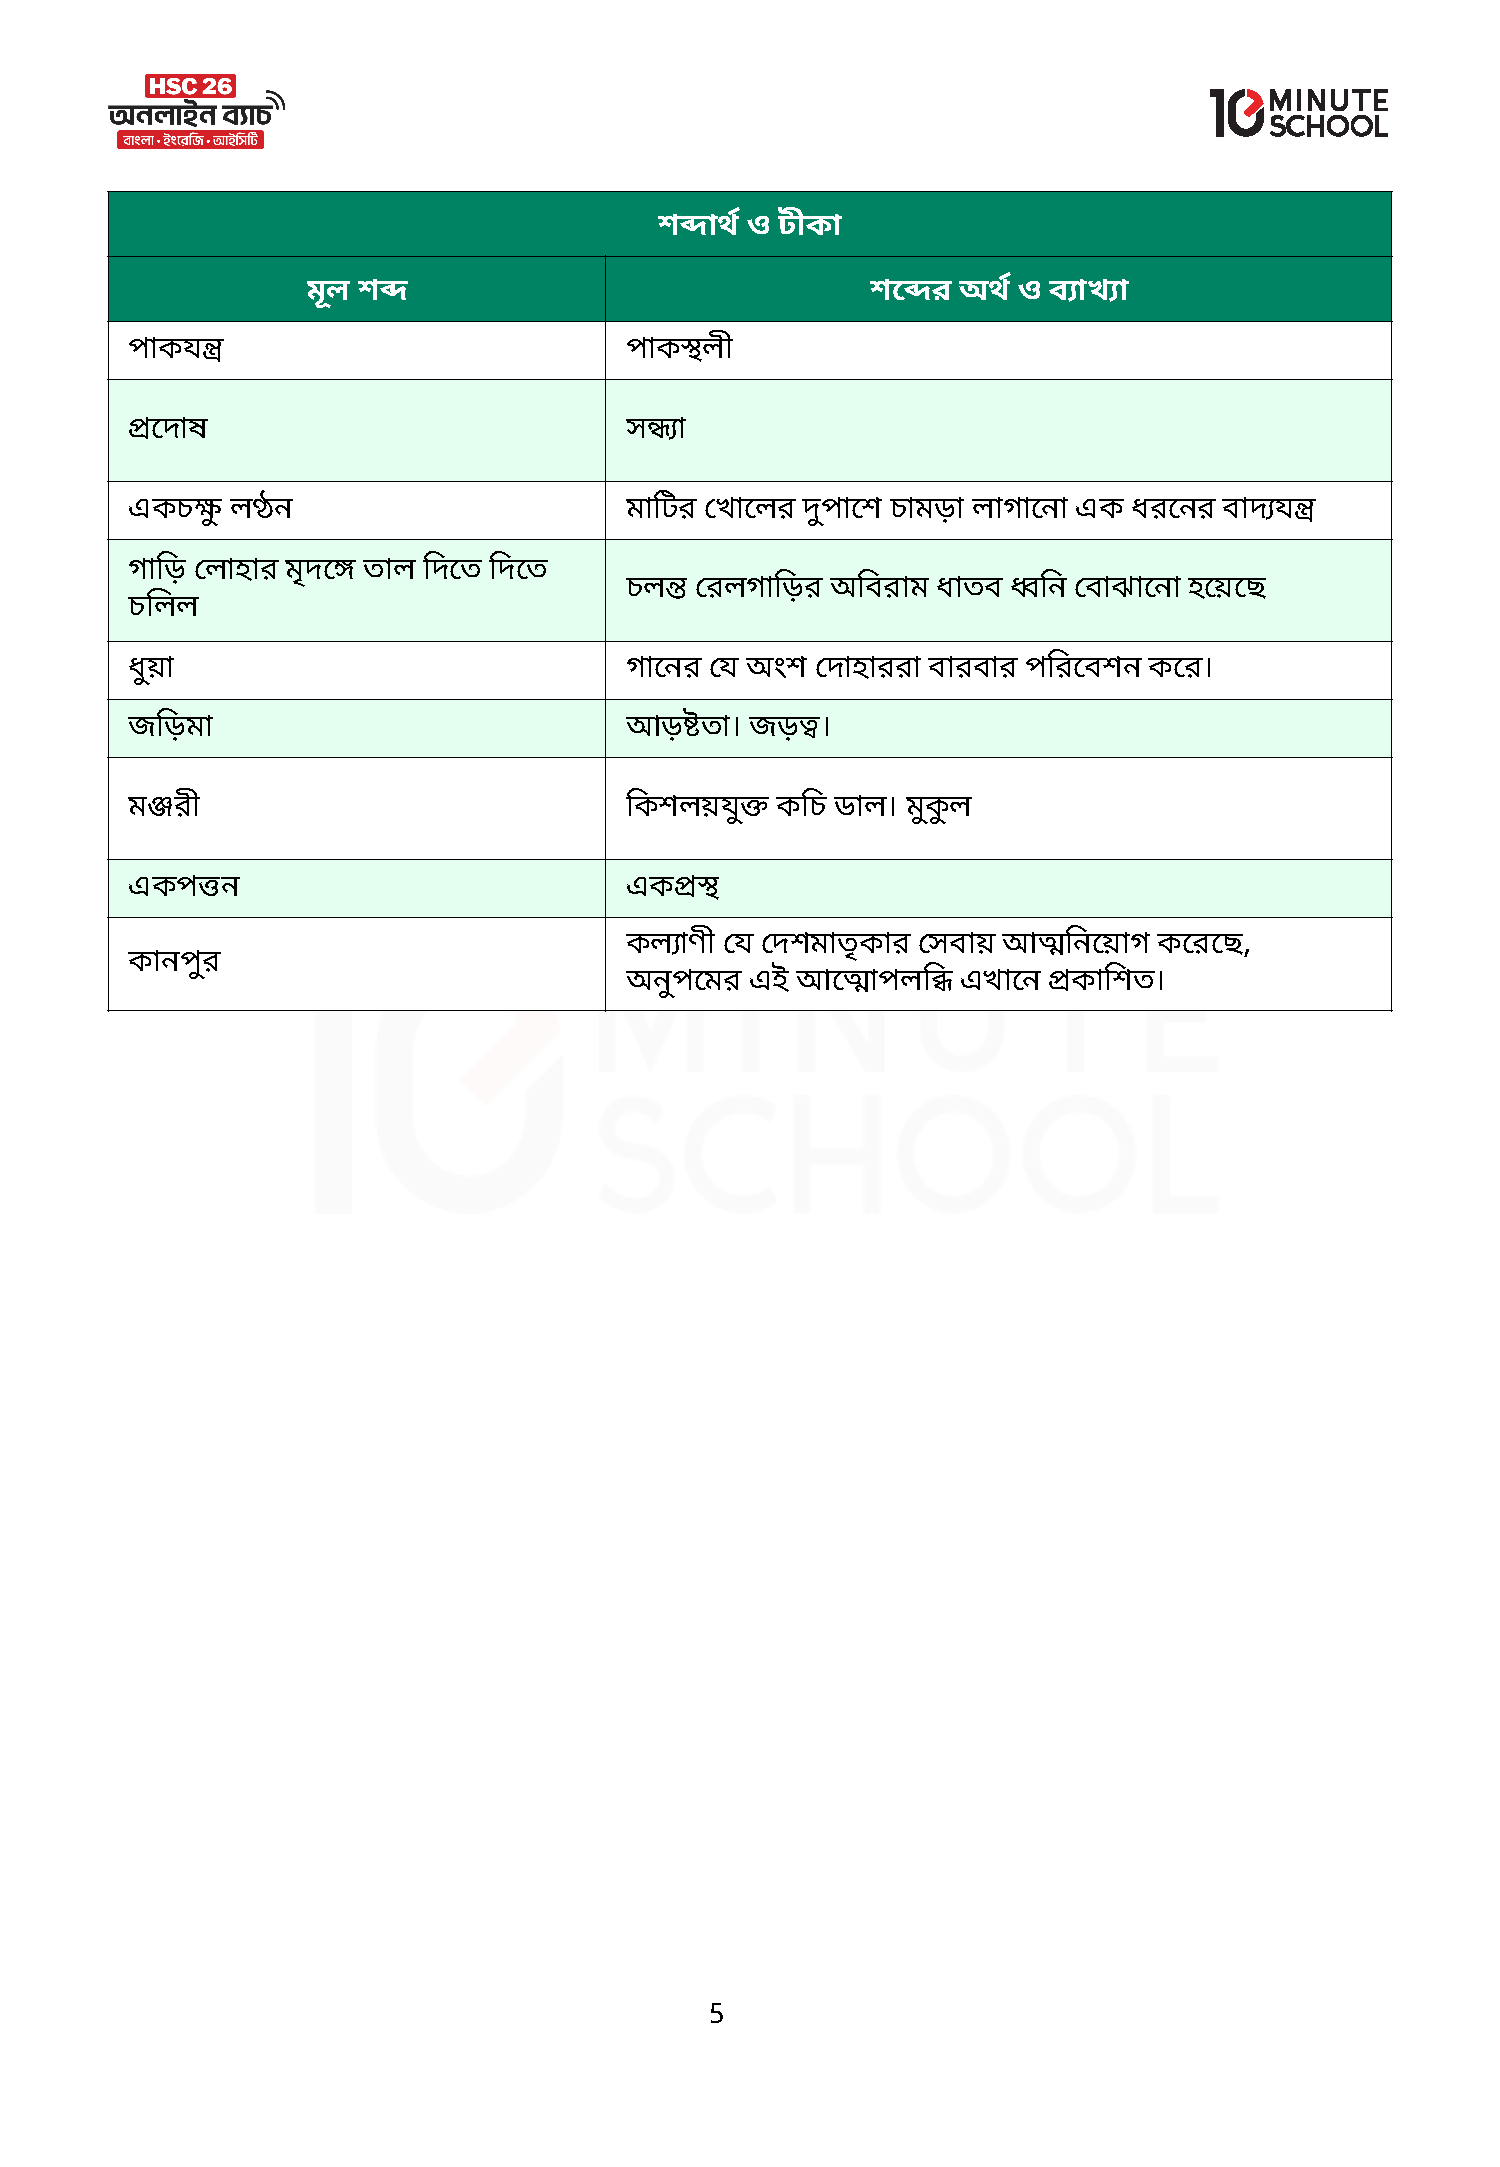 HSC 26
অনলাইন ব্যাচ
বাংলা • ইংরেজি • আইসিটি
10 MINUTE SCHOOL
শব্দার্থ ও টীকা
মূল শব্দ শব্দের অর্থ ও ব্যাখ্যা
পাকযন্ত্র পাকস্থলী
প্রদোষ সন্ধ্যা
একচক্ষু লণ্ঠন মাটির খোলের দুপাশে চামড়া লাগানো এক ধরনের বাদ্যযন্ত্র
গাড়ি লোহার মৃদঙ্গে তাল দিতে দিতে
চলিল
চলন্ত রেলগাড়ির অবিরাম ধাতব ধ্বনি বোঝানো হয়েছে
ধুয়া গানের যে অংশ দোহাররা বারবার পরিবেশন করে।
জড়িমা আড়ষ্টতা। জড়ত্ব।
মঞ্জরী কিশলয়যুক্ত কচি ডাল। মুকুল
একপত্তন একপ্রস্থ
কানপুর
কল্যাণী যে দেশমাতৃকার সেবায় আত্মনিয়োগ করেছে,
অনুপমের এই আত্মোপলব্ধি এখানে প্রকাশিত।
10 MINUTE SCHOOL
5